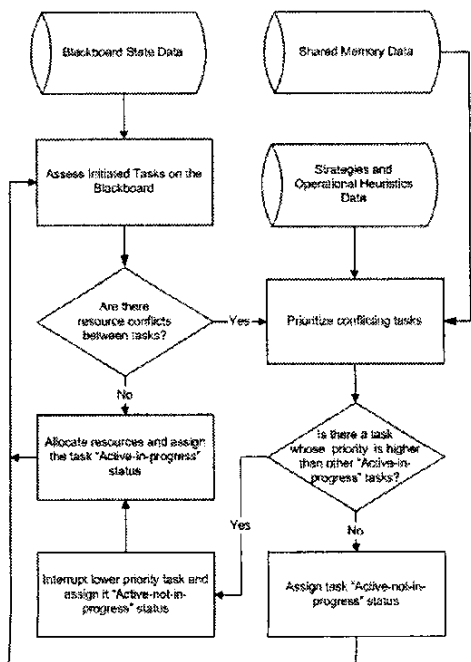 Blackboard State Data
Shared Memory Data
Assess Initiated Tasks on the
Blackboard
Strategies and
Operational Heuristics
Data
Are there
resource conflicts
between tasks?
Yes
Prioritize conflicting tasks
No
Allocate resources and assign
the task "Active-in-progress"
status
Is there a task
whose priority is higher
than other "Active-in-
progress" tasks?
Yes
No
Interrupt lower priority task and
assign it "Active-not-in-
progress" status
Assign task "Active-not-in-
progress" status